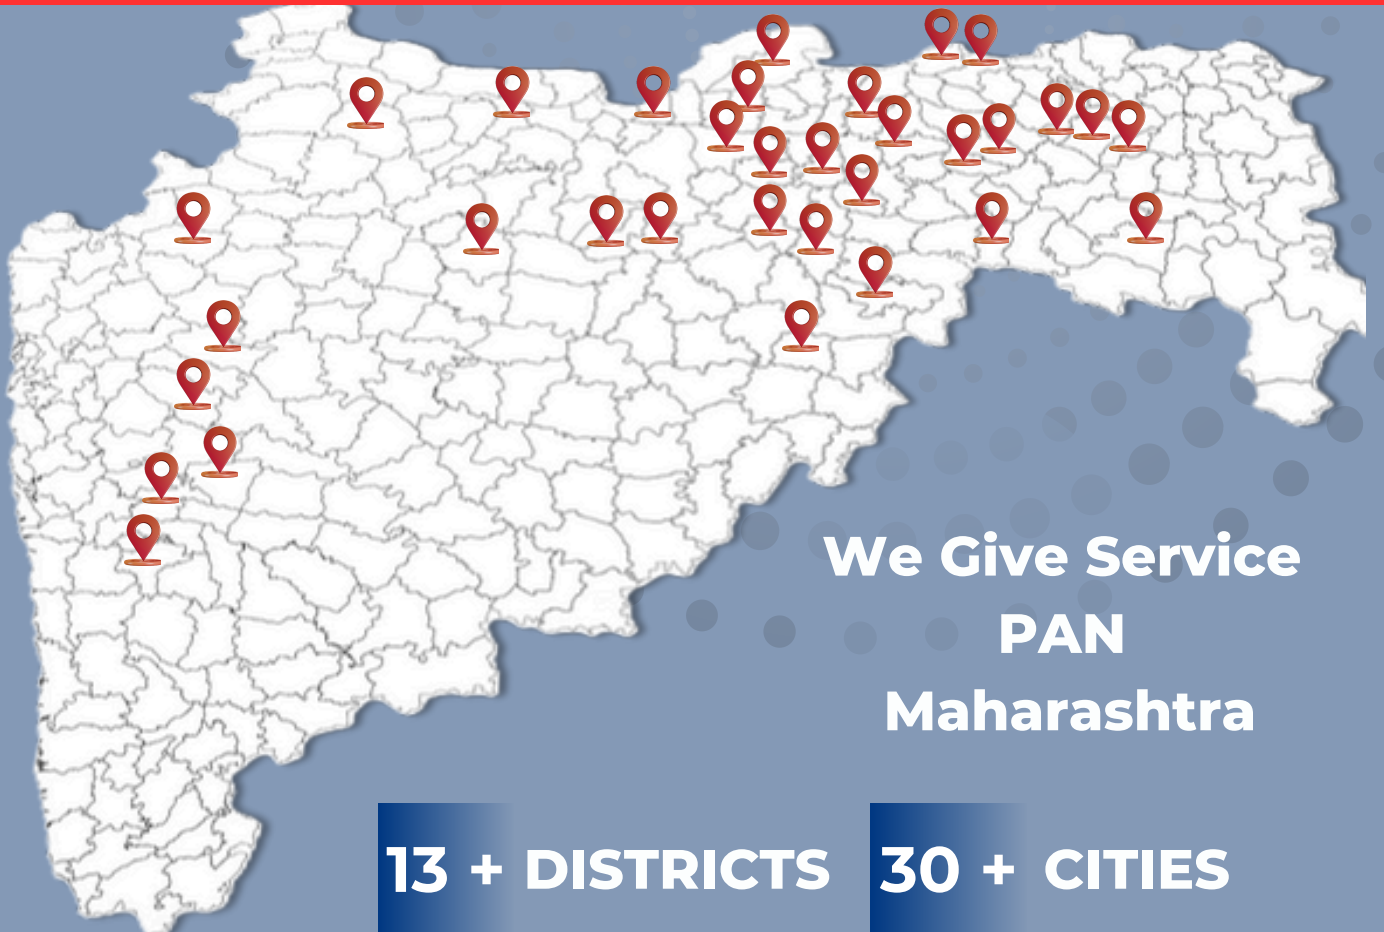 We Give Service
PAN
Maharashtra
13 + DISTRICTS
30 + CITIES